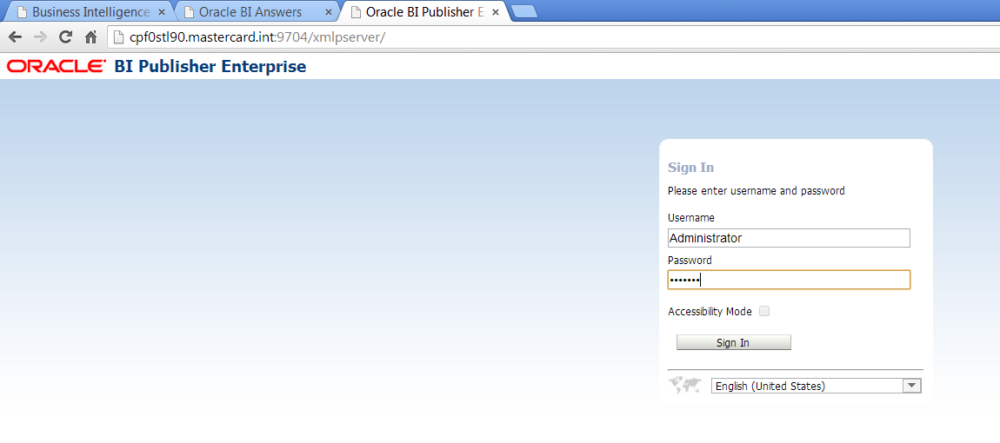 Business Intelligence
Oracle BI Answers
Oracle BI Publisher E
cpf0stl90.mastercard.int:9704/xmlpserver/
ORACLE BI Publisher Enterprise
Sign In
Please enter username and password
Username
Administrator
Password
•••••••
Accessibility Mode
Sign In
English (United States)